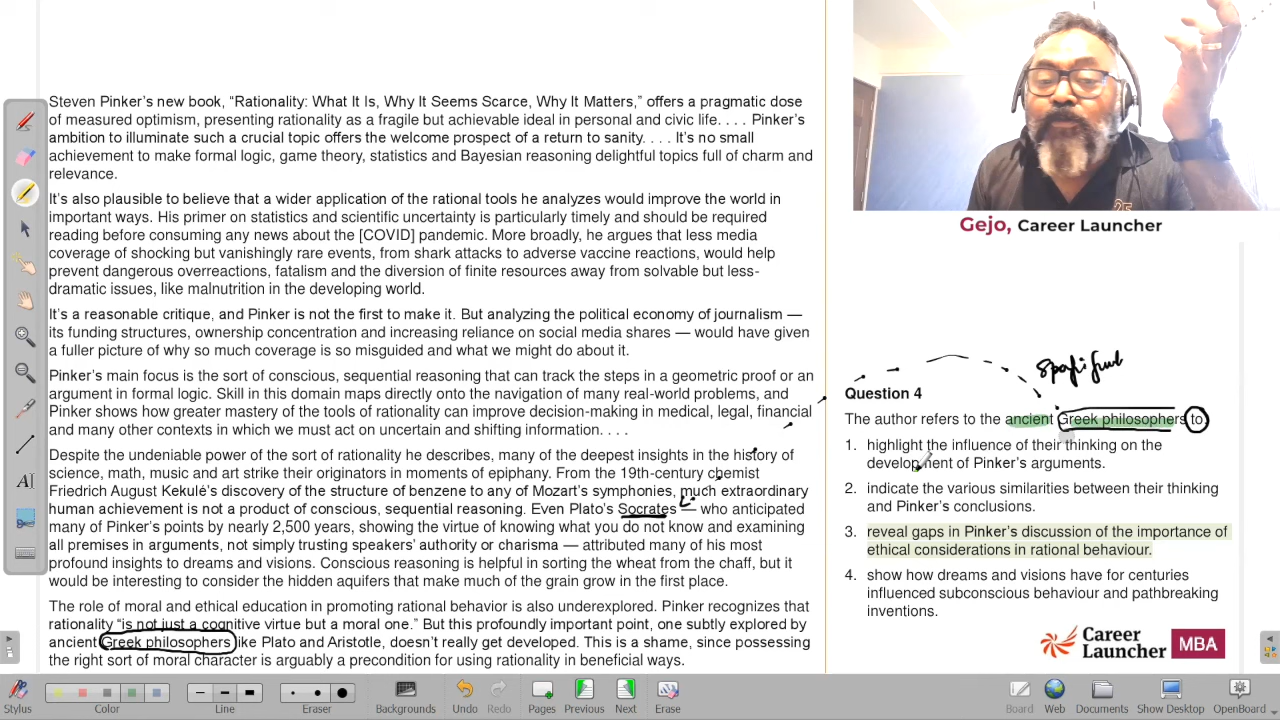 Steven Pinker's new book, "Rationality: What It Is, Why It Seems Scarce, Why It Matters," offers a pragmatic dose
of measured optimism, presenting rationality as a fragile but achievable ideal in personal and civic life. . . . Pinker's
ambition to illuminate such a crucial topic offers the welcome prospect of a return to sanity. . . . It's no small
achievement to make formal logic, game theory, statistics and Bayesian reasoning delightful topics full of charm and
relevance.
It's also plausible to believe that a wider application of the rational tools he analyzes would improve the world in
important ways. His primer on statistics and scientific uncertainty is particularly timely and should be required
reading before consuming any news about the [COVID] pandemic. More broadly, he argues that less media
coverage of shocking but vanishingly rare events, from shark attacks to adverse vaccine reactions, would help
prevent dangerous overreactions, fatalism and the diversion of finite resources away from solvable but less-
dramatic issues, like malnutrition in the developing world.
It's a reasonable critique, and Pinker is not the first to make it. But analyzing the political economy of journalism —
its funding structures, ownership concentration and increasing reliance on social media shares — would have given
a fuller picture of why so much coverage is so misguided and what we might do about it.
Pinker's main focus is the sort of conscious, sequential reasoning that can track the steps in a geometric proof or an
argument in formal logic. Skill in this domain maps directly onto the navigation of many real-world problems, and
Pinker shows how greater mastery of the tools of rationality can improve decision-making in medical, legal, financial
and many other contexts in which we must act on uncertain and shifting information. . . .
Despite the undeniable power of the sort of rationality he describes, many of the deepest insights in the history of
science, math, music and art strike their originators in moments of epiphany. From the 19th-century chemist
Friedrich August Kekulé's discovery of the structure of benzene to any of Mozart's symphonies, much extraordinary
human achievement is not a product of conscious, sequential reasoning. Even Plato's Socrates — who anticipated
many of Pinker's points by nearly 2,500 years, showing the virtue of knowing what you do not know and examining
all premises in arguments, not simply trusting speakers' authority or charisma — attributed many of his most
profound insights to dreams and visions. Conscious reasoning is helpful in sorting the wheat from the chaff, but it
would be interesting to consider the hidden aquifers that make much of the grain grow in the first place.
The role of moral and ethical education in promoting rational behavior is also underexplored. Pinker recognizes that
rationality "is not just a cognitive virtue but a moral one." But this profoundly important point, one subtly explored by
ancient Greek philosophers like Plato and Aristotle, doesn't really get developed. This is a shame, since possessing
the right sort of moral character is arguably a precondition for using rationality in beneficial ways.
Gejo, Career Launcher
Question 4
The author refers to the ancient Greek philosophers to:
1. highlight the influence of their thinking on the
development of Pinker's arguments.
2. indicate the various similarities between their thinking
and Pinker's conclusions.
3. reveal gaps in Pinker's discussion of the importance of
ethical considerations in rational behaviour.
4. show how dreams and visions have for centuries
influenced subconscious behaviour and pathbreaking
inventions.
Career
Launcher MBA
Stylus Color Line Eraser Backgrounds Undo Redo Pages Previous Next Erase Board Web Documents Show Desktop OpenBoard